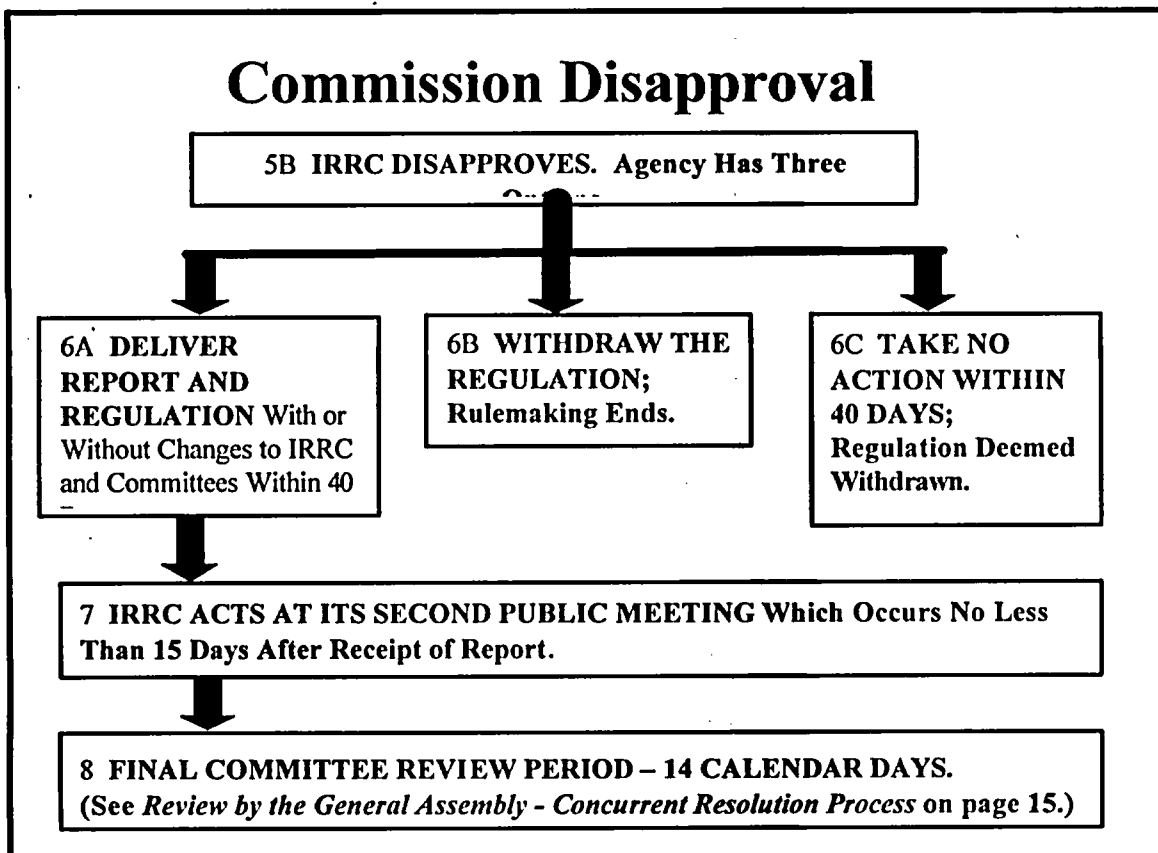 Commission Disapproval
5B IRRC DISAPPROVES. Agency Has Three
6A DELIVER
REPORT AND
REGULATION With or
Without Changes to IRRC
and Committees Within 40
6B WITHDRAW THE
REGULATION;
Rulemaking Ends.
6C TAKE NO
ACTION WITHIN
40 DAYS;
Regulation Deemed
Withdrawn.
7 IRRC ACTS AT ITS SECOND PUBLIC MEETING Which Occurs No Less
Than 15 Days After Receipt of Report.
8 FINAL COMMITTEE REVIEW PERIOD – 14 CALENDAR DAYS.
(See Review by the General Assembly - Concurrent Resolution Process on page 15.)